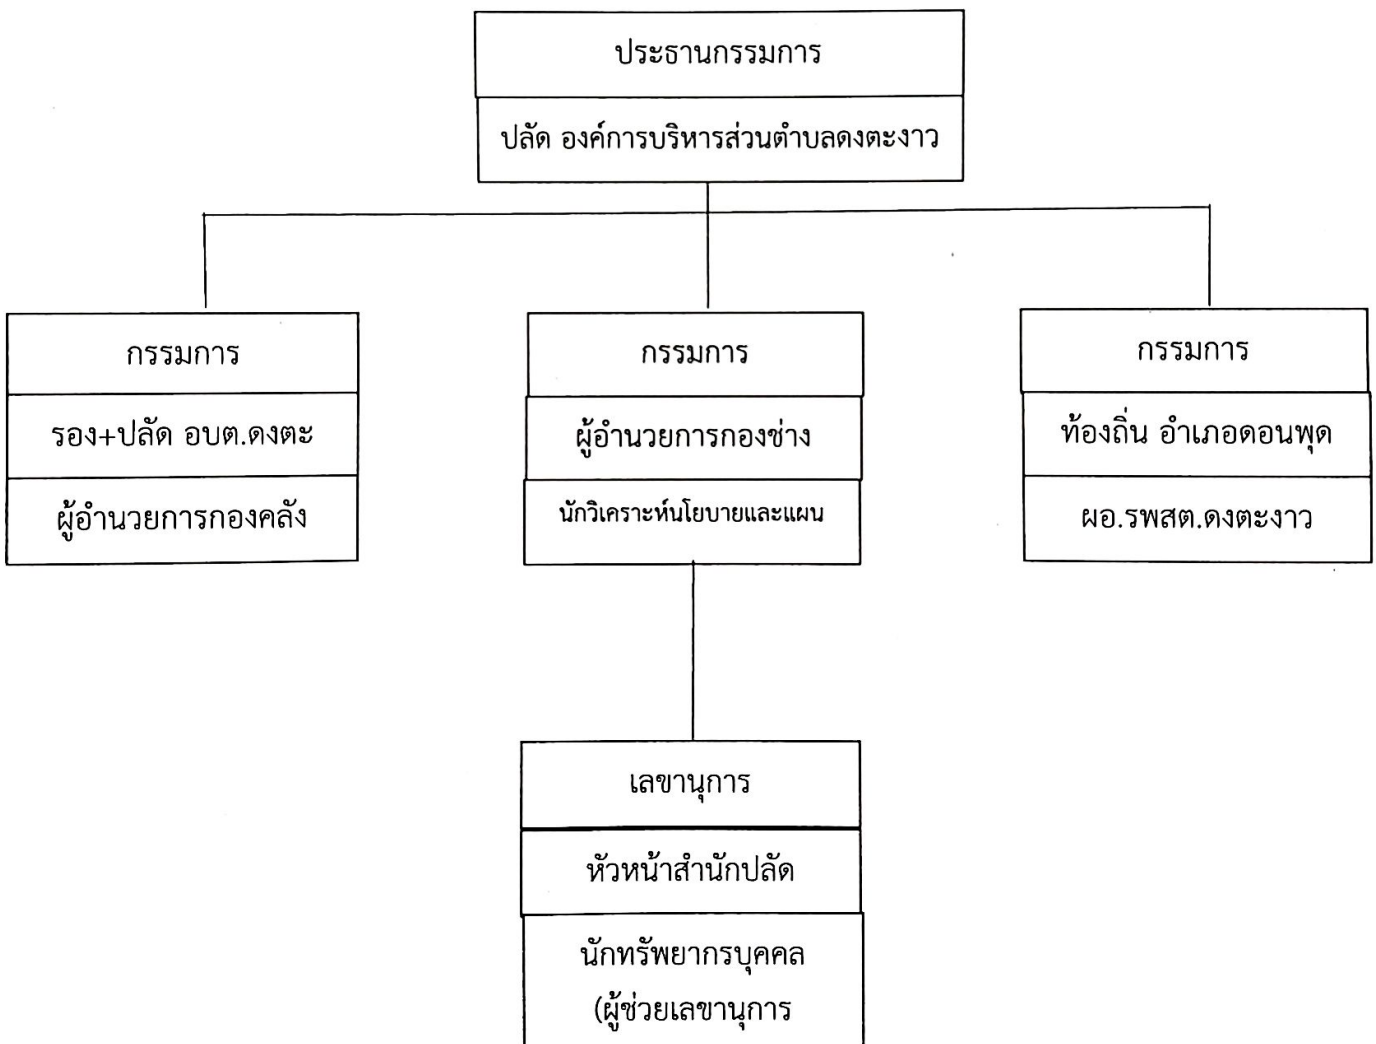 ประธานกรรมการ
ปลัด องค์การบริหารส่วนตำบลดงตะงาว
กรรมการ
รอง+ปลัด อบต.ดงตะ
ผู้อำนวยการกองคลัง
กรรมการ
ผู้อำนวยการกองช่าง
นักวิเคราะห์นโยบายและแผน
กรรมการ
ท้องถิ่น อำเภอดอนพุด
ผอ.รพสต.ดงตะงาว
เลขานุการ
หัวหน้าสำนักปลัด
นักทรัพยากรบุคคล
(ผู้ช่วยเลขานุการ